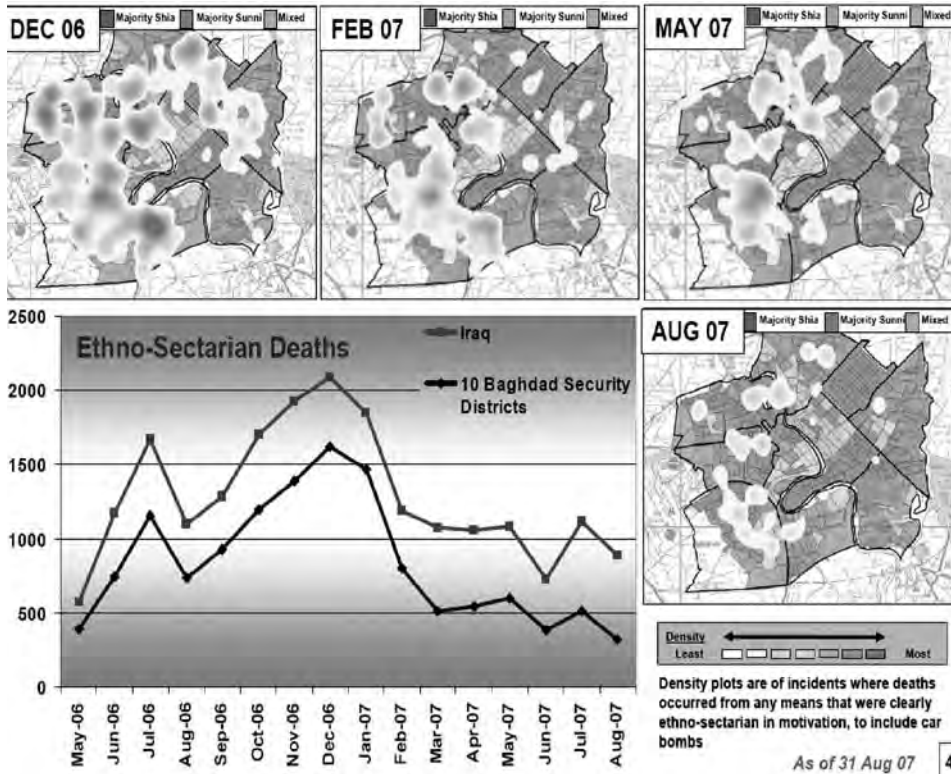 DEC 06
Majority Shia Majority Sunni Mixed
FEB 07
Majority Shia Majority Sunni Mixed
MAY 07
Majority Shia Majority Sunni Mixed
Ethno-Sectarian Deaths
Iraq
10 Baghdad Security
Districts
2500
2000
1500
1000
500
0
May-06
Jun-06
Jul-06
Aug-06
Sep-06
Oct-06
Nov-06
Dec-06
Jan-07
Feb-07
Mar-07
Apr-07
May-07
Jun-07
Jul-07
Aug-07
AUG 07
Majority Shia Majority Sunni Mixed
Density
Least Most
Density plots are of incidents where deaths
occurred from any means that were clearly
ethno-sectarian in motivation, to include car
bombs
As of 31 Aug 07